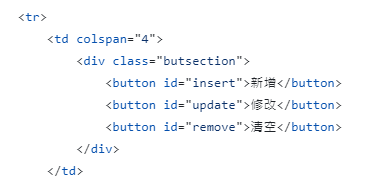 <tr>
<td colspan="4">
<div class="butsection">
<button id="insert">新增</button>
<button id="update">修改</button>
<button id="remove">清空</button>
</div>
</td>